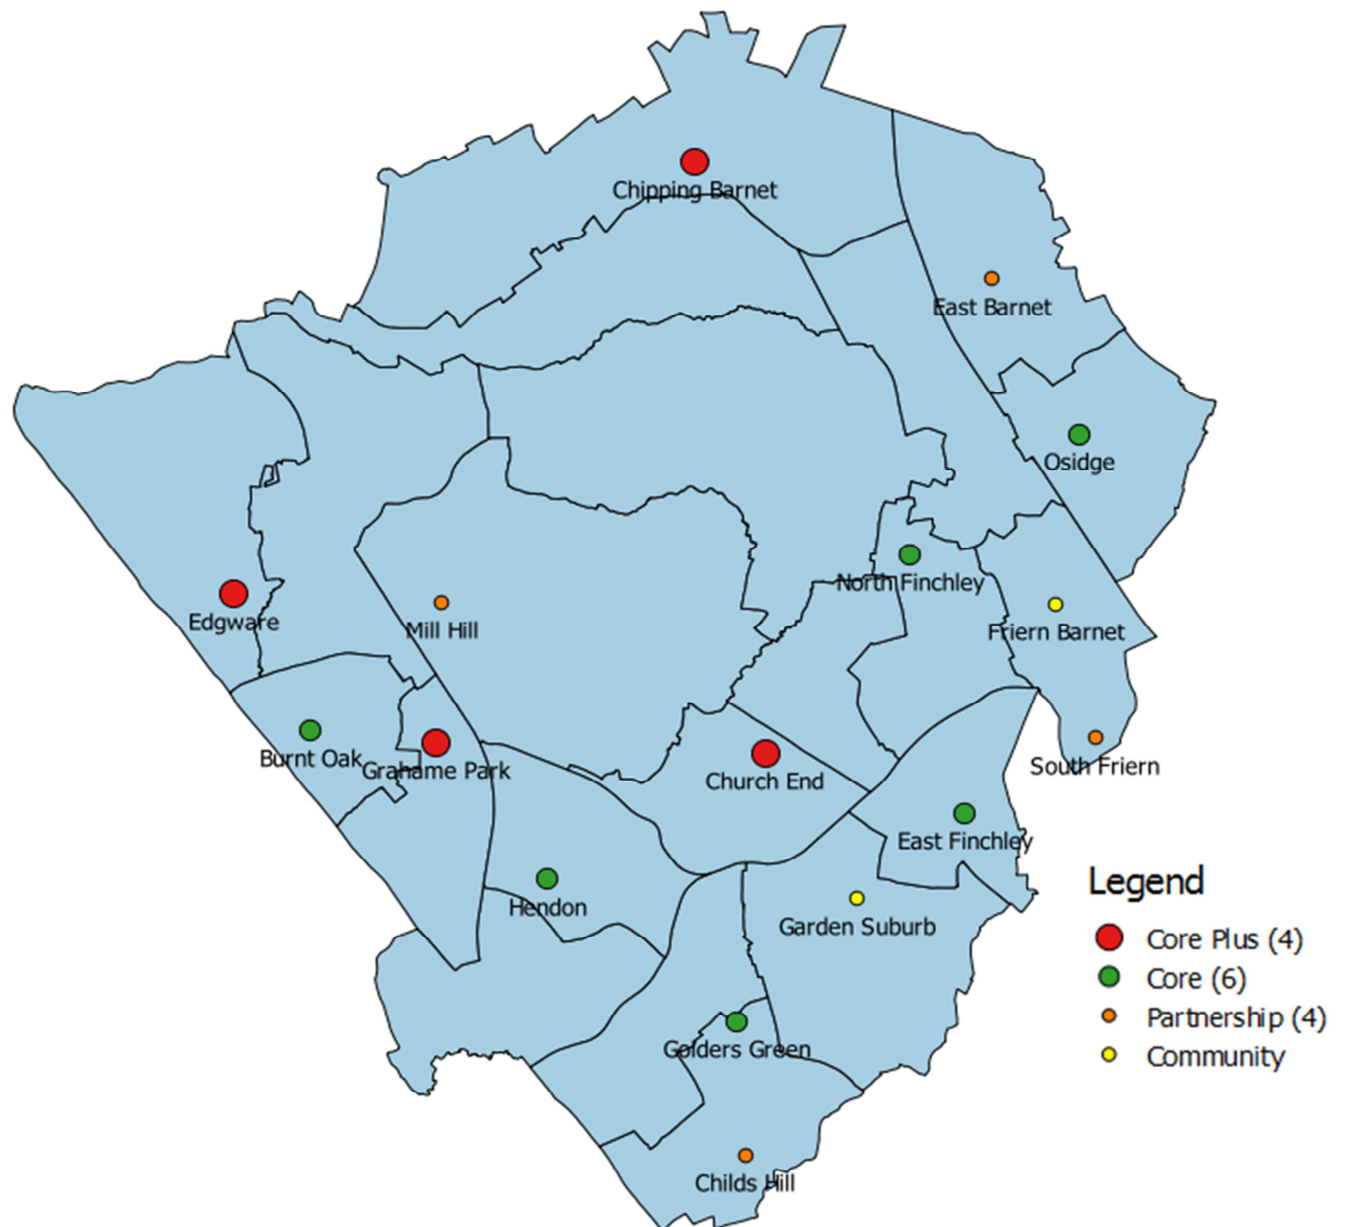 Chipping Barnet
East Barnet
Osidge
North Finchley
Edgware
Mill Hill
Friern Barnet
Burnt Oak
Grahame Park
South Friern
Church End
East Finchley
Hendon
Garden Suburb
Golders Green
Childs Hill
Legend
Core Plus (4)
Core (6)
Partnership (4)
Community